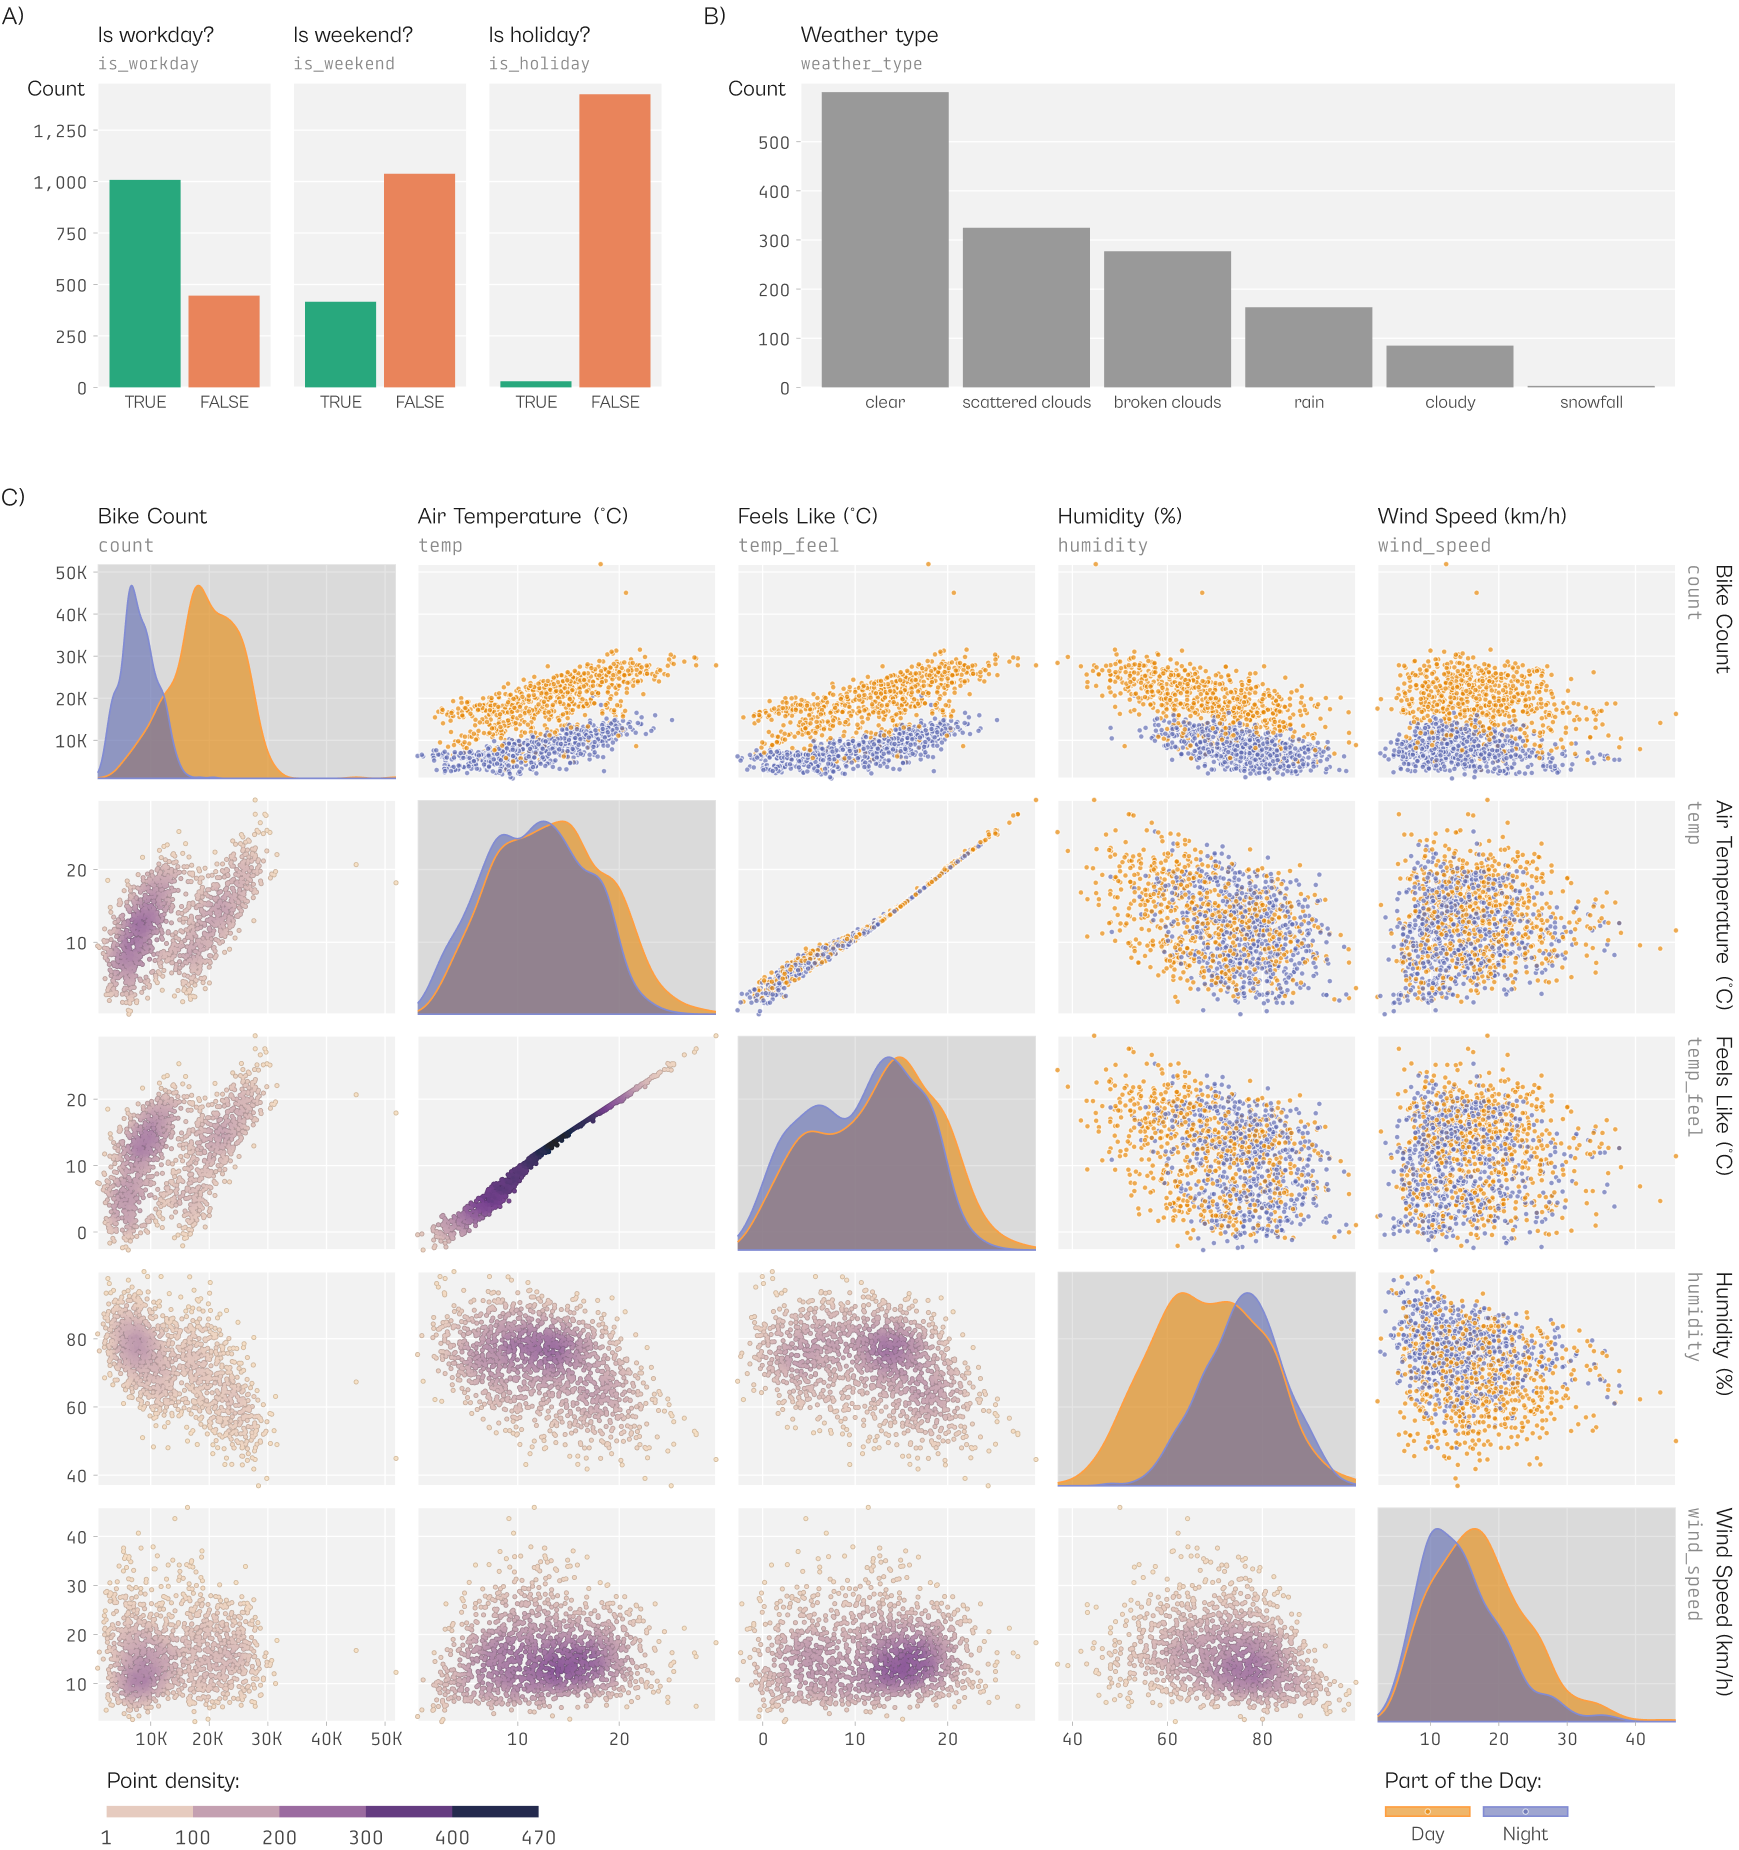 A)
Is workday?
is_workday
Is weekend?
is_weekend
Is holiday?
is_holiday
Count
1,250
1,000
750
500
250
0
TRUE FALSE
TRUE FALSE
TRUE FALSE
B)
Weather type
weather_type
Count
500
400
300
200
100
0
clear scattered clouds broken clouds rain cloudy snowfall
C)
Bike Count
count
Air Temperature (°C)
temp
Feels Like (°C)
temp_feel
Humidity (%)
humidity
Wind Speed (km/h)
wind_speed
50K
40K
30K
20K
10K
Bike Count
count
20
10
Air Temperature (°C)
temp
20
10
0
Feels Like (°C)
temp_feel
80
60
40
Humidity (%)
humidity
40
30
20
10
Wind Speed (km/h)
wind_speed
10K 20K 30K 40K 50K
10 20
0 10 20
40 60 80
10 20 30 40
Point density:
1 100 200 300 400 470
Part of the Day:
Day Night